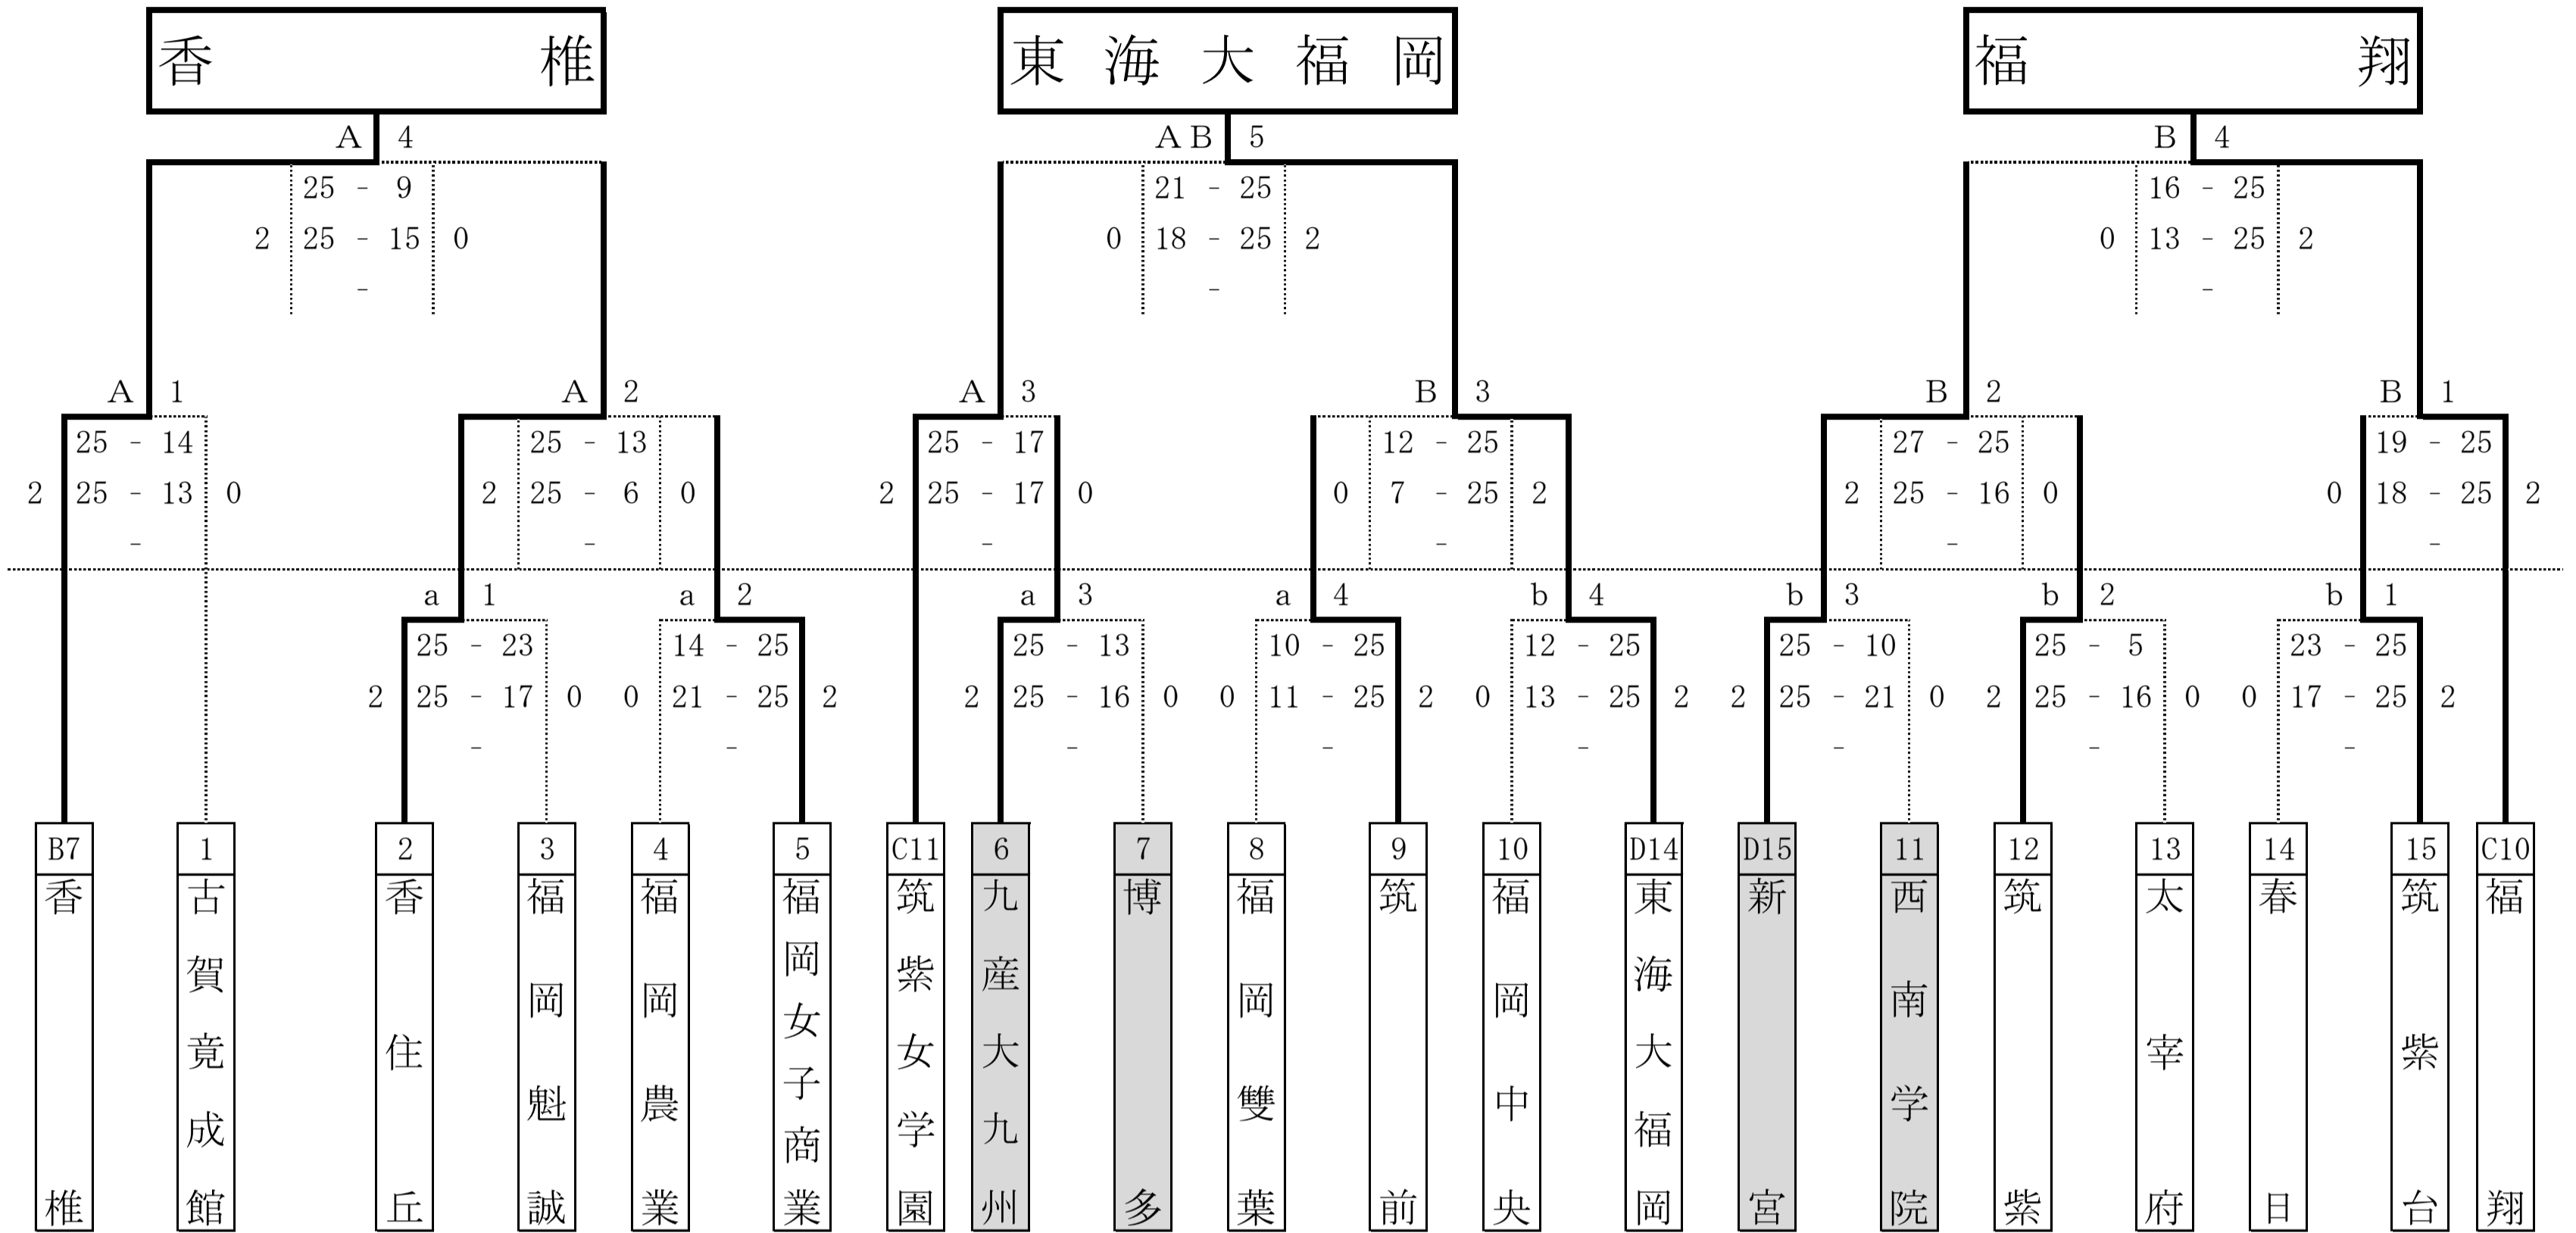 香椎 東海大福岡 福翔
A 4 AB 5 B 4
25 - 9 21 - 25 16 - 25
2 25 - 15 0 0 18 - 25 2 0 13 - 25 2
- - -
A 1 A 2 A 3 B 3 B 2 B 1
25 - 14 25 - 13 25 - 17 12 - 25 27 - 25 19 - 25
2 25 - 13 0 2 25 - 6 0 2 25 - 17 0 0 7 - 25 2 2 25 - 16 0 0 18 - 25 2
- - - - - -
a 1 a 2 a 3 a 4 b 4 b 3 b 2 b 1
25 - 23 14 - 25 25 - 13 10 - 25 12 - 25 25 - 10 25 - 5 23 - 25
2 25 - 17 0 0 21 - 25 2 2 25 - 16 0 0 11 - 25 2 0 13 - 25 2 2 25 - 21 0 2 25 - 16 0 0 17 - 25 2
- - - - - - - -
B7 1 2 3 4 5 C11 6 7 8 9 10 D14 D15 11 12 13 14 15 C10
香椎
古賀竟成館
香住丘
福岡魁誠
福岡農業
福岡女子商業
筑紫女学園
九産大九州
博多
福岡雙葉
筑前
福岡中央
東海大福岡
新宮
西南学院
筑紫
太宰府
春日
筑紫台
福翔